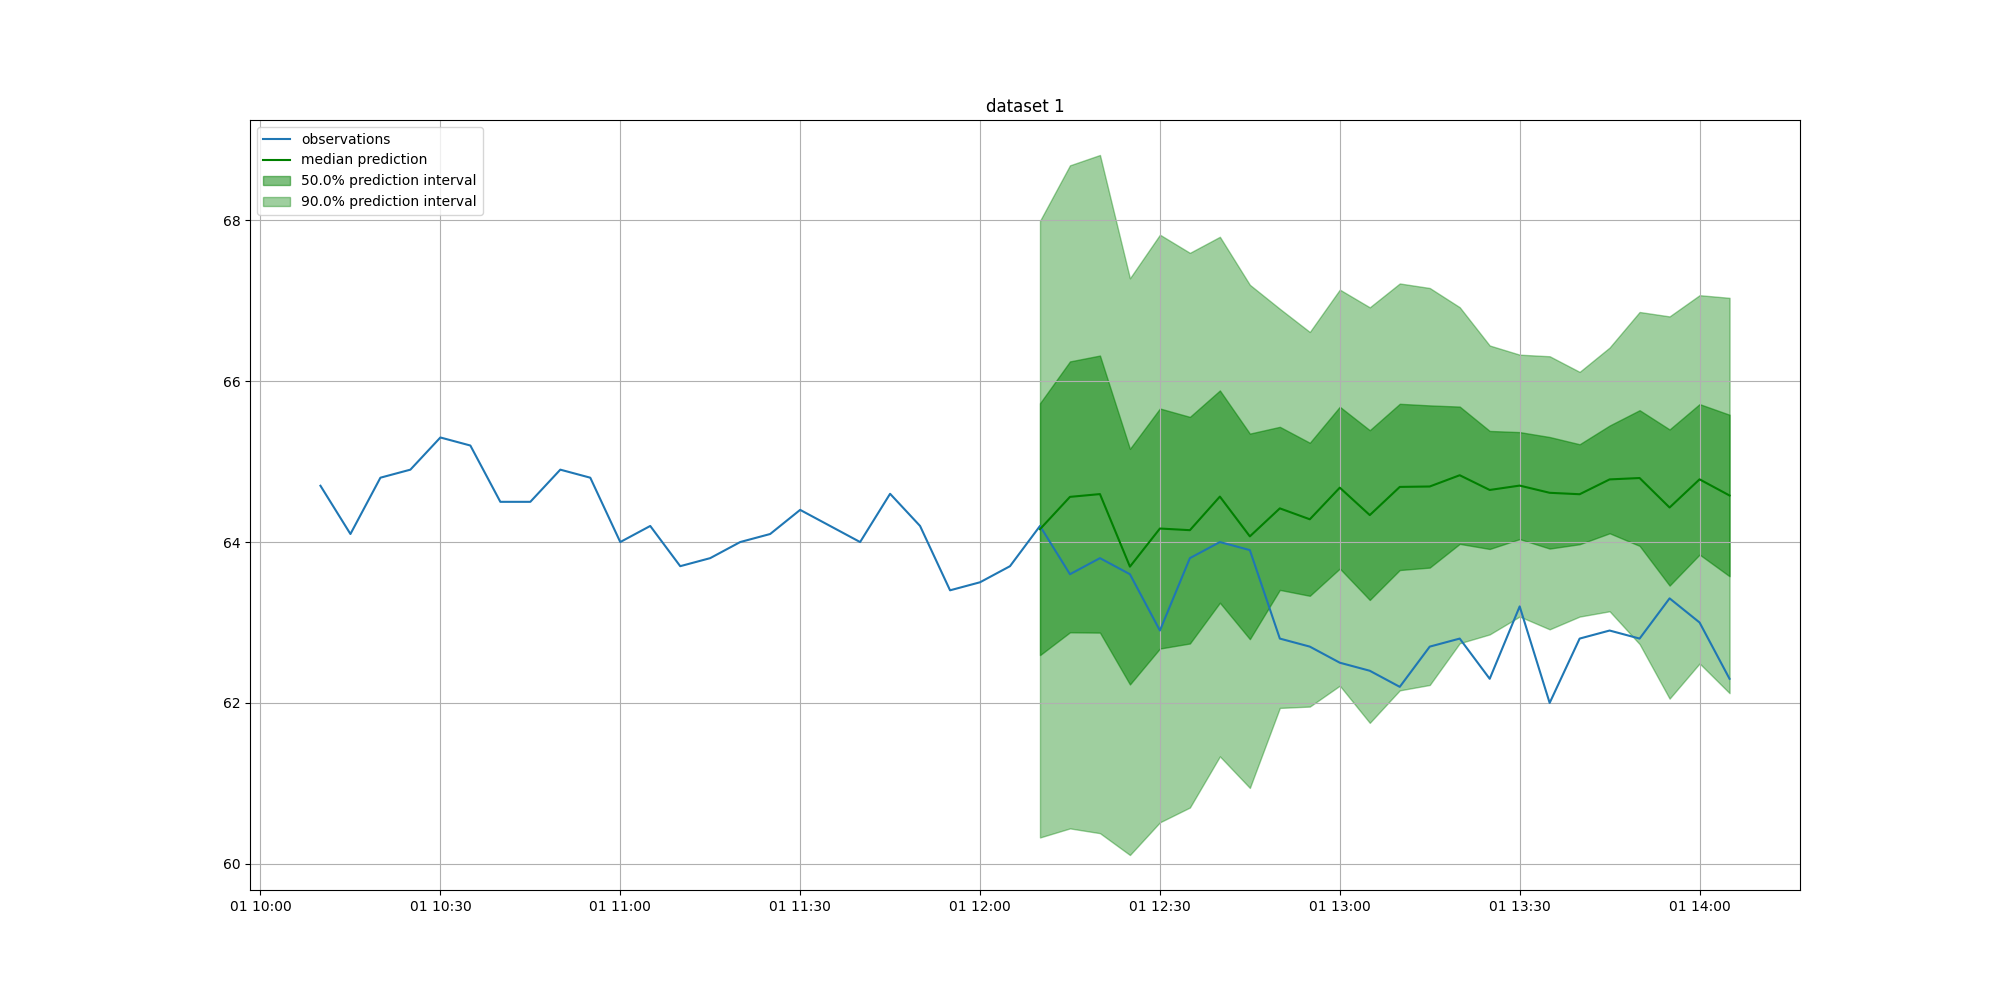 dataset 1
observations
median prediction
50.0% prediction interval
90.0% prediction interval
68
66
64
62
60
01 10:00 01 10:30 01 11:00 01 11:30 01 12:00 01 12:30 01 13:00 01 13:30 01 14:00